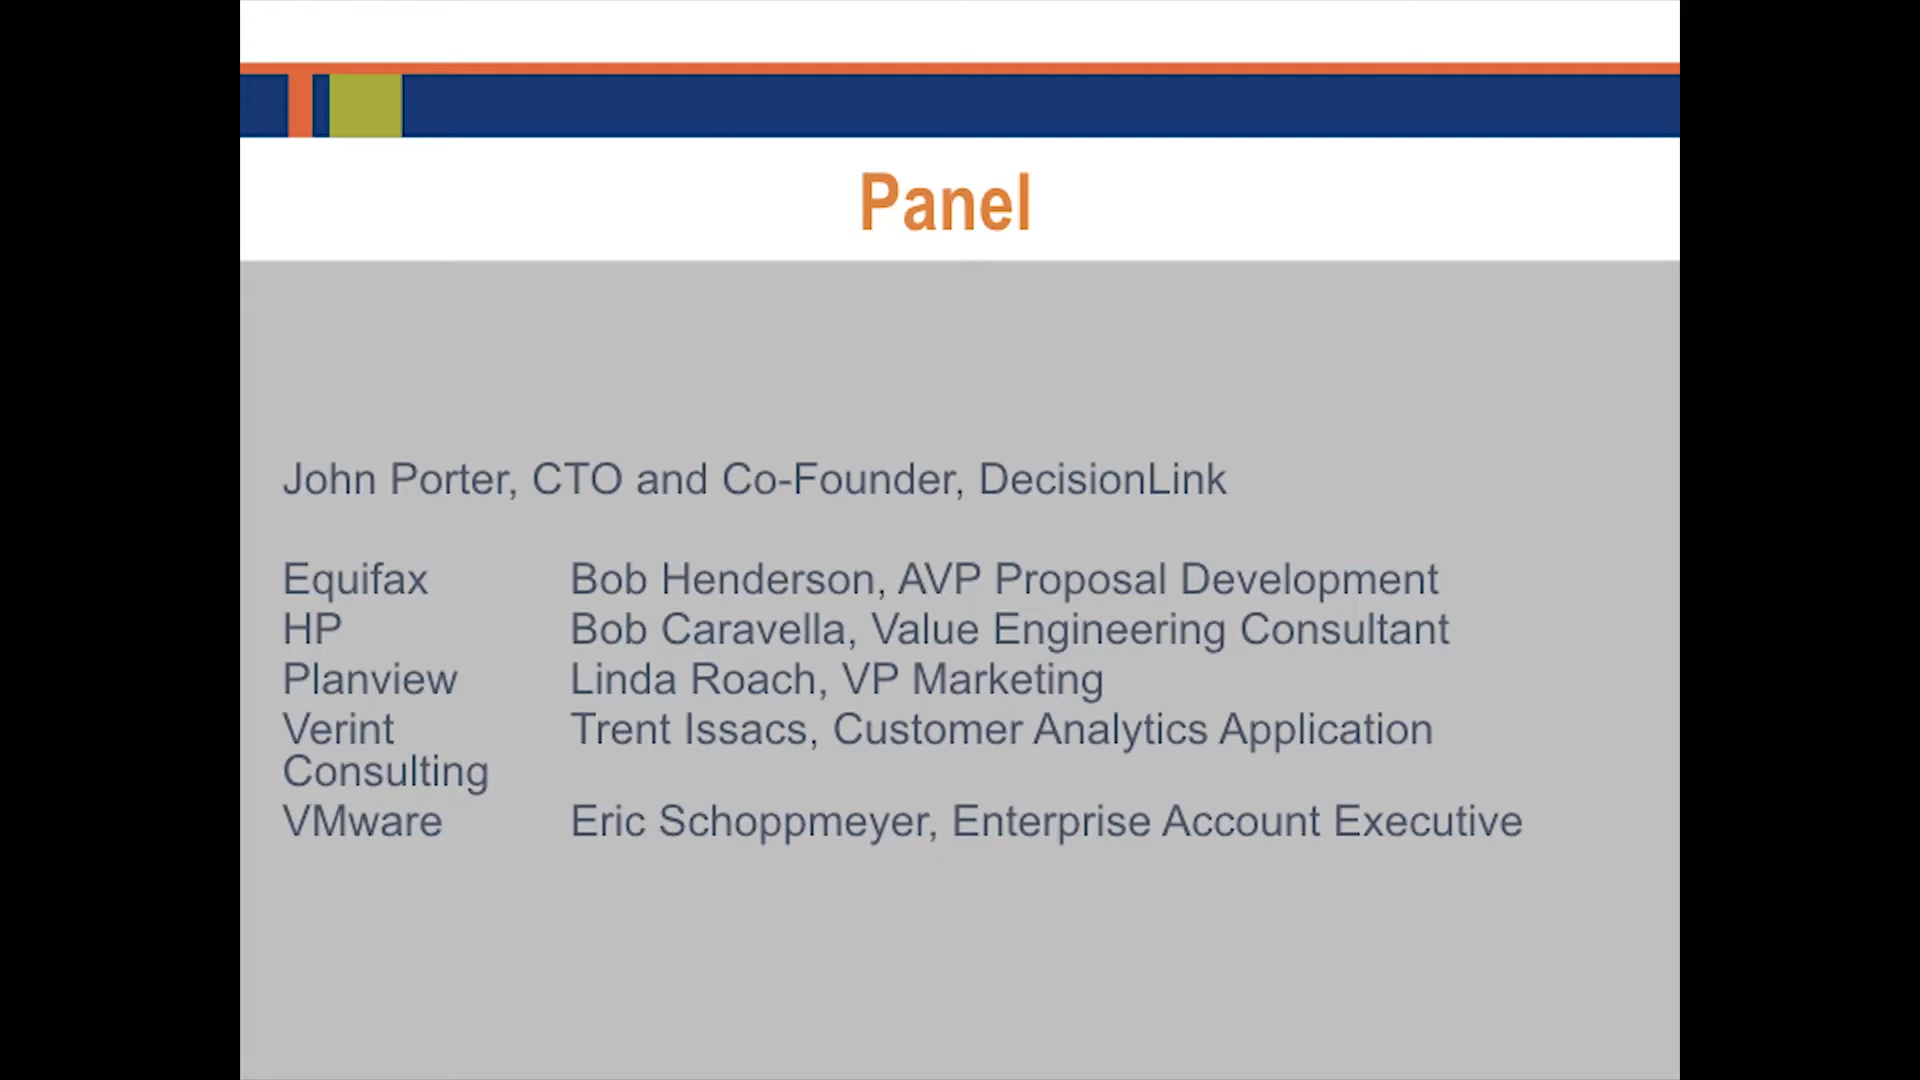 Panel
John Porter, CTO and Co-Founder, DecisionLink
Equifax Bob Henderson, AVP Proposal Development
HP Bob Caravella, Value Engineering Consultant
Planview Linda Roach, VP Marketing
Verint Trent Issacs, Customer Analytics Application
Consulting
VMware Eric Schoppmeyer, Enterprise Account Executive